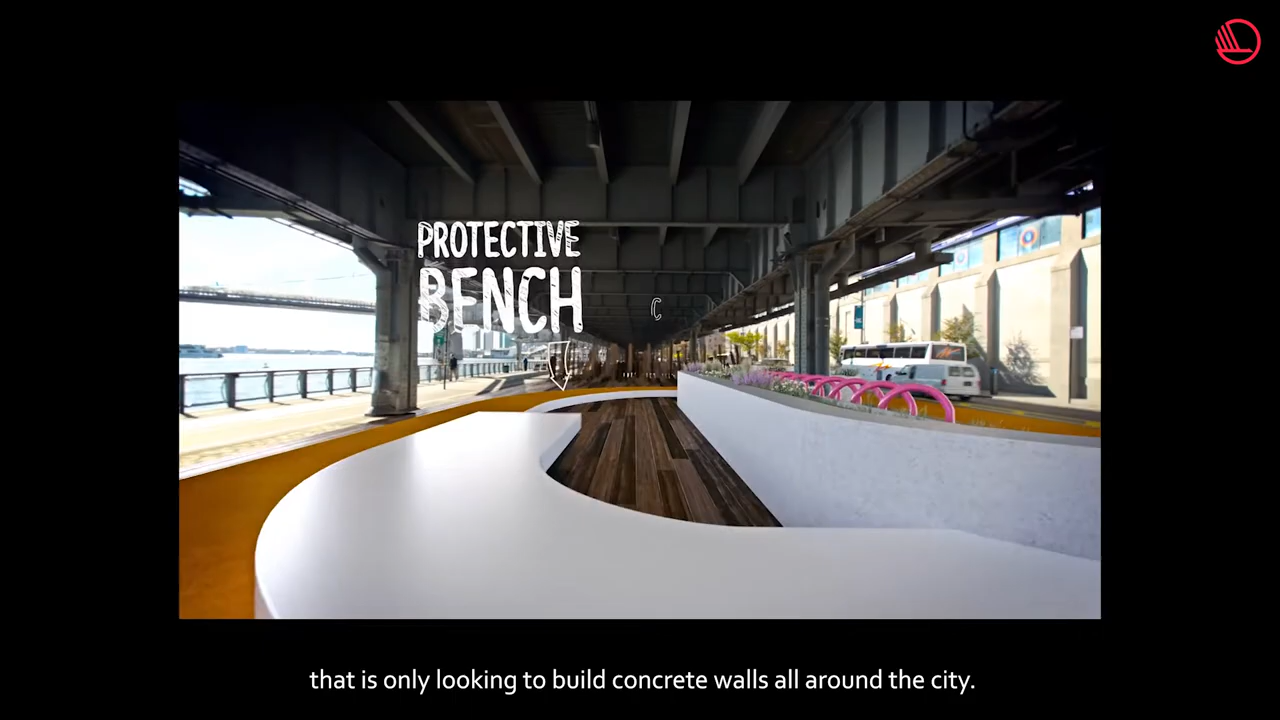 PROTECTIVE
BENCH
C
that is only looking to build concrete walls all around the city.